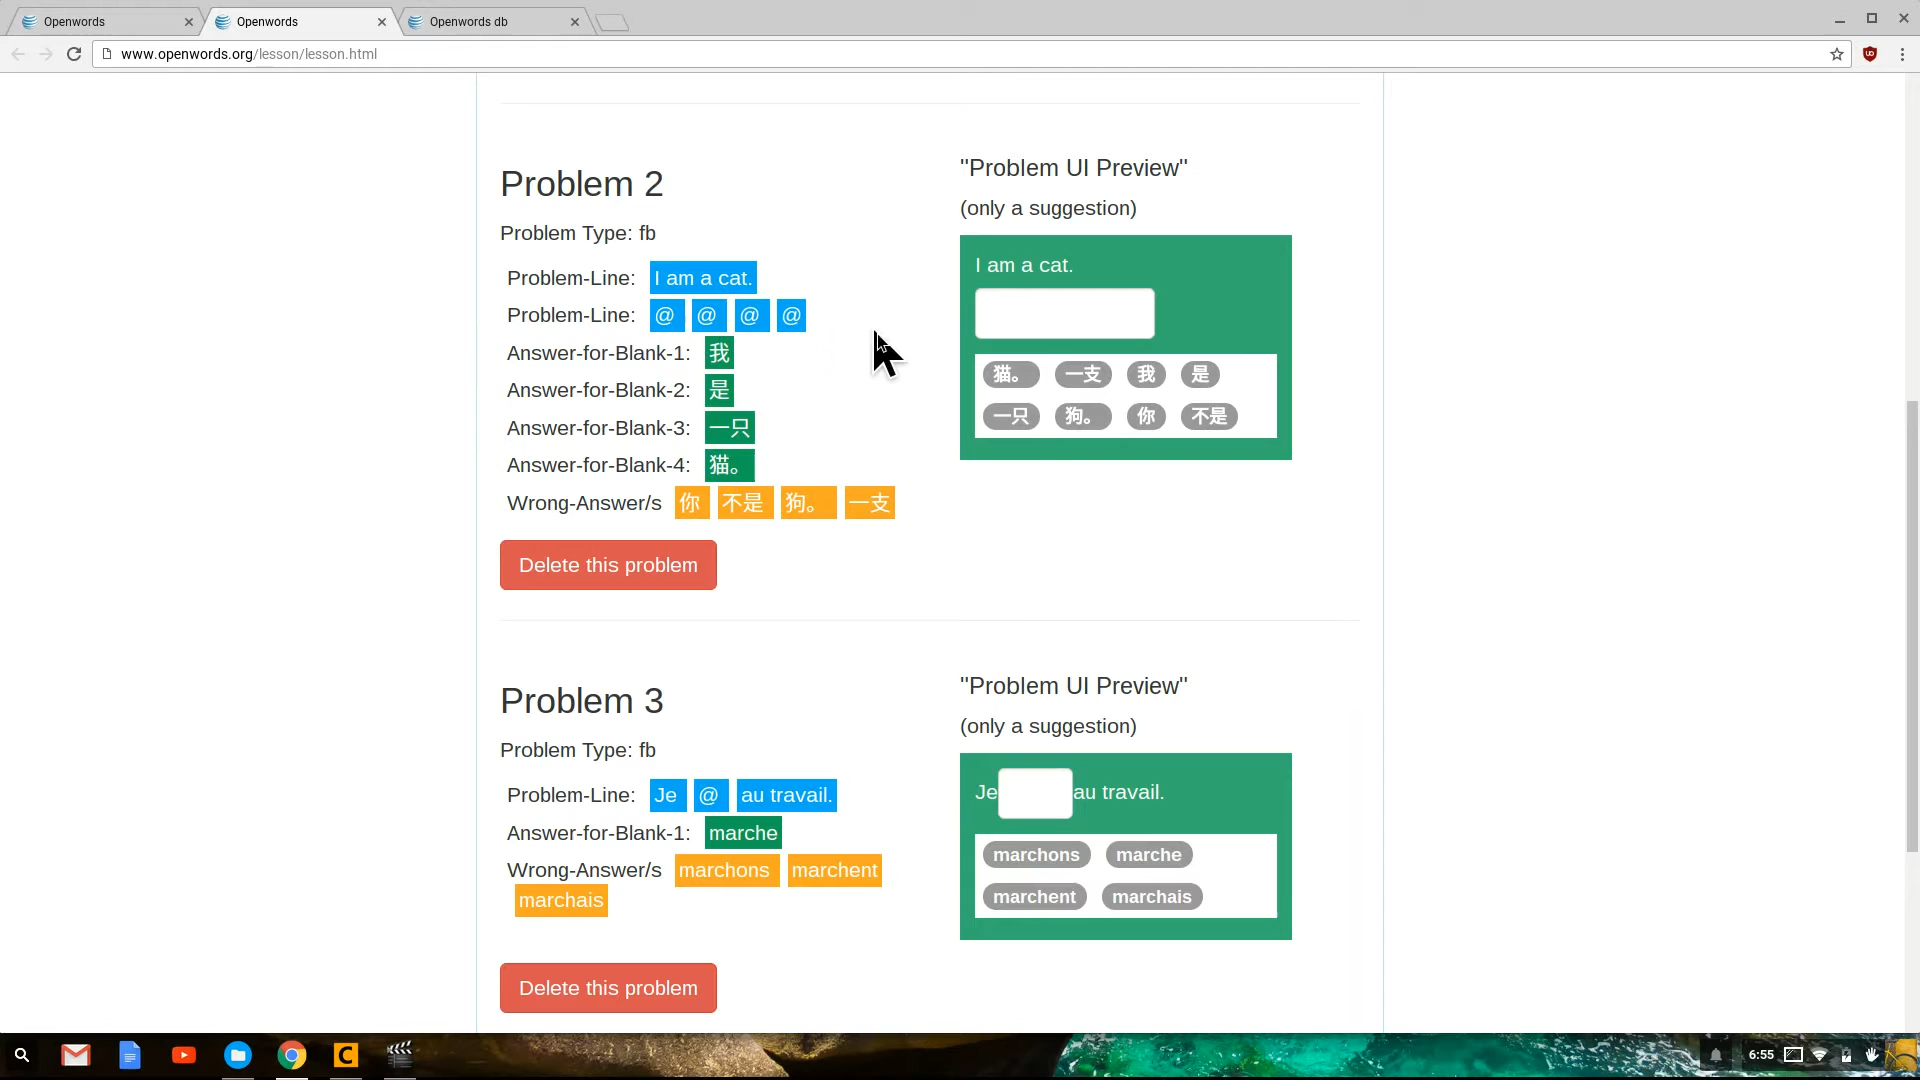 Openwords
Openwords
Openwords db
www.openwords.org/lesson/lesson.html
Problem 2
Problem Type: fb
Problem-Line: I am a cat.
Problem-Line: @ @ @ @
Answer-for-Blank-1: 我
Answer-for-Blank-2: 是
Answer-for-Blank-3: 一只
Answer-for-Blank-4: 猫。
Wrong-Answer/s 你 不是 狗。 一支
Delete this problem
"Problem UI Preview"
(only a suggestion)
I am a cat.
猫。 一支 我 是
一只 狗。 你 不是
Problem 3
Problem Type: fb
Problem-Line: Je @ au travail.
Answer-for-Blank-1: marche
Wrong-Answer/s marchons marchent
marchais
Delete this problem
"Problem UI Preview"
(only a suggestion)
Je au travail.
marchons marche
marchent marchais
C
6:55